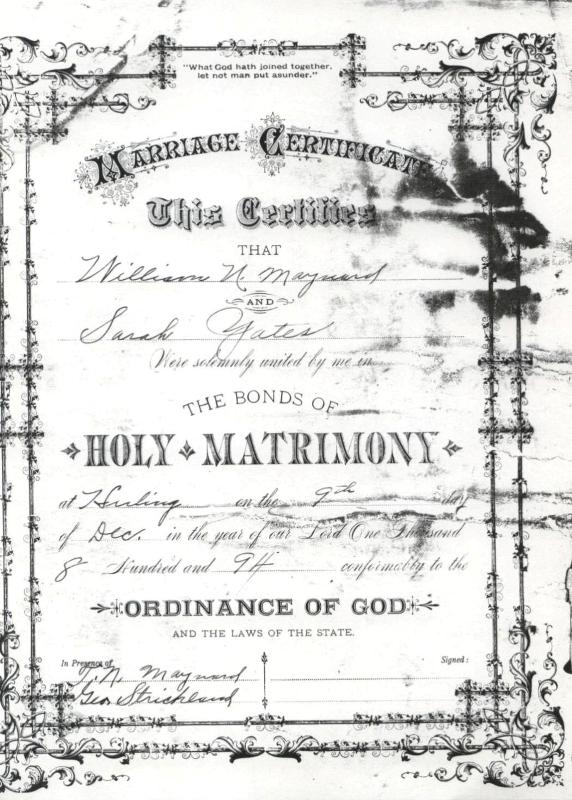 "What God hath joined together,
let not man put asunder."
MARRIAGE CERTIFICATE
This Certifies
THAT
Willison N. Maynard
AND
Sarah Yates
Were solemnly united by me in
THE BONDS OF
HOLY MATRIMONY
at on the 9th day
of Dec. in the year of our Lord One Thousand
8 Hundred and 94 conformably to the
ORDINANCE OF GOD
AND THE LAWS OF THE STATE.
In Presence of Signed:
N. Maynard
Geo Strickland